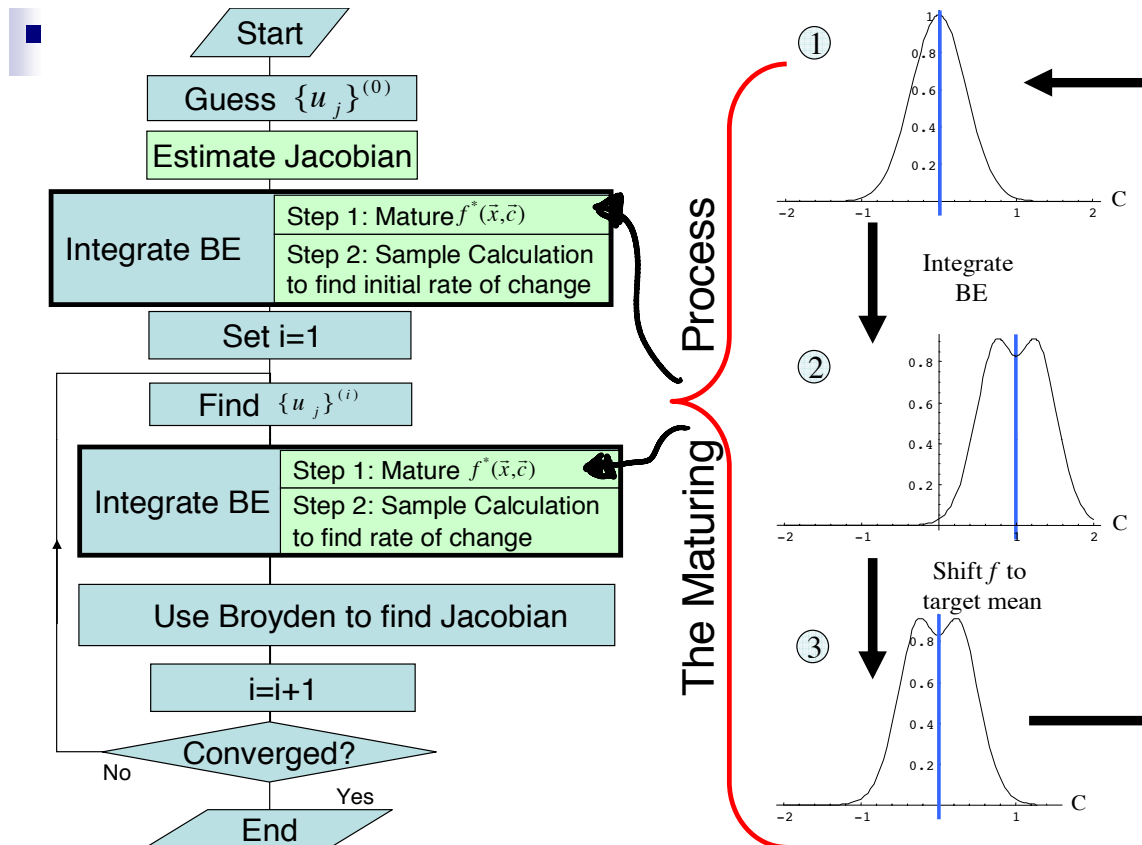 Start
Guess {u_j}^(0)
Estimate Jacobian
Integrate BE
Step 1: Mature f*(x⃗,c⃗)
Step 2: Sample Calculation
to find initial rate of change
Set i=1
Find {u_j}^(i)
Integrate BE
Step 1: Mature f*(x⃗,c⃗)
Step 2: Sample Calculation
to find rate of change
Use Broyden to find Jacobian
i=i+1
Converged?
No
Yes
End
The Maturing Process
1
1
0.8
0.6
0.4
0.2
-2 -1 1 2
C
Integrate
BE
2
0.8
0.6
0.4
0.2
-2 -1 1 2
C
Shift f to
target mean
3
0.8
0.6
0.4
0.2
-2 -1 1
C